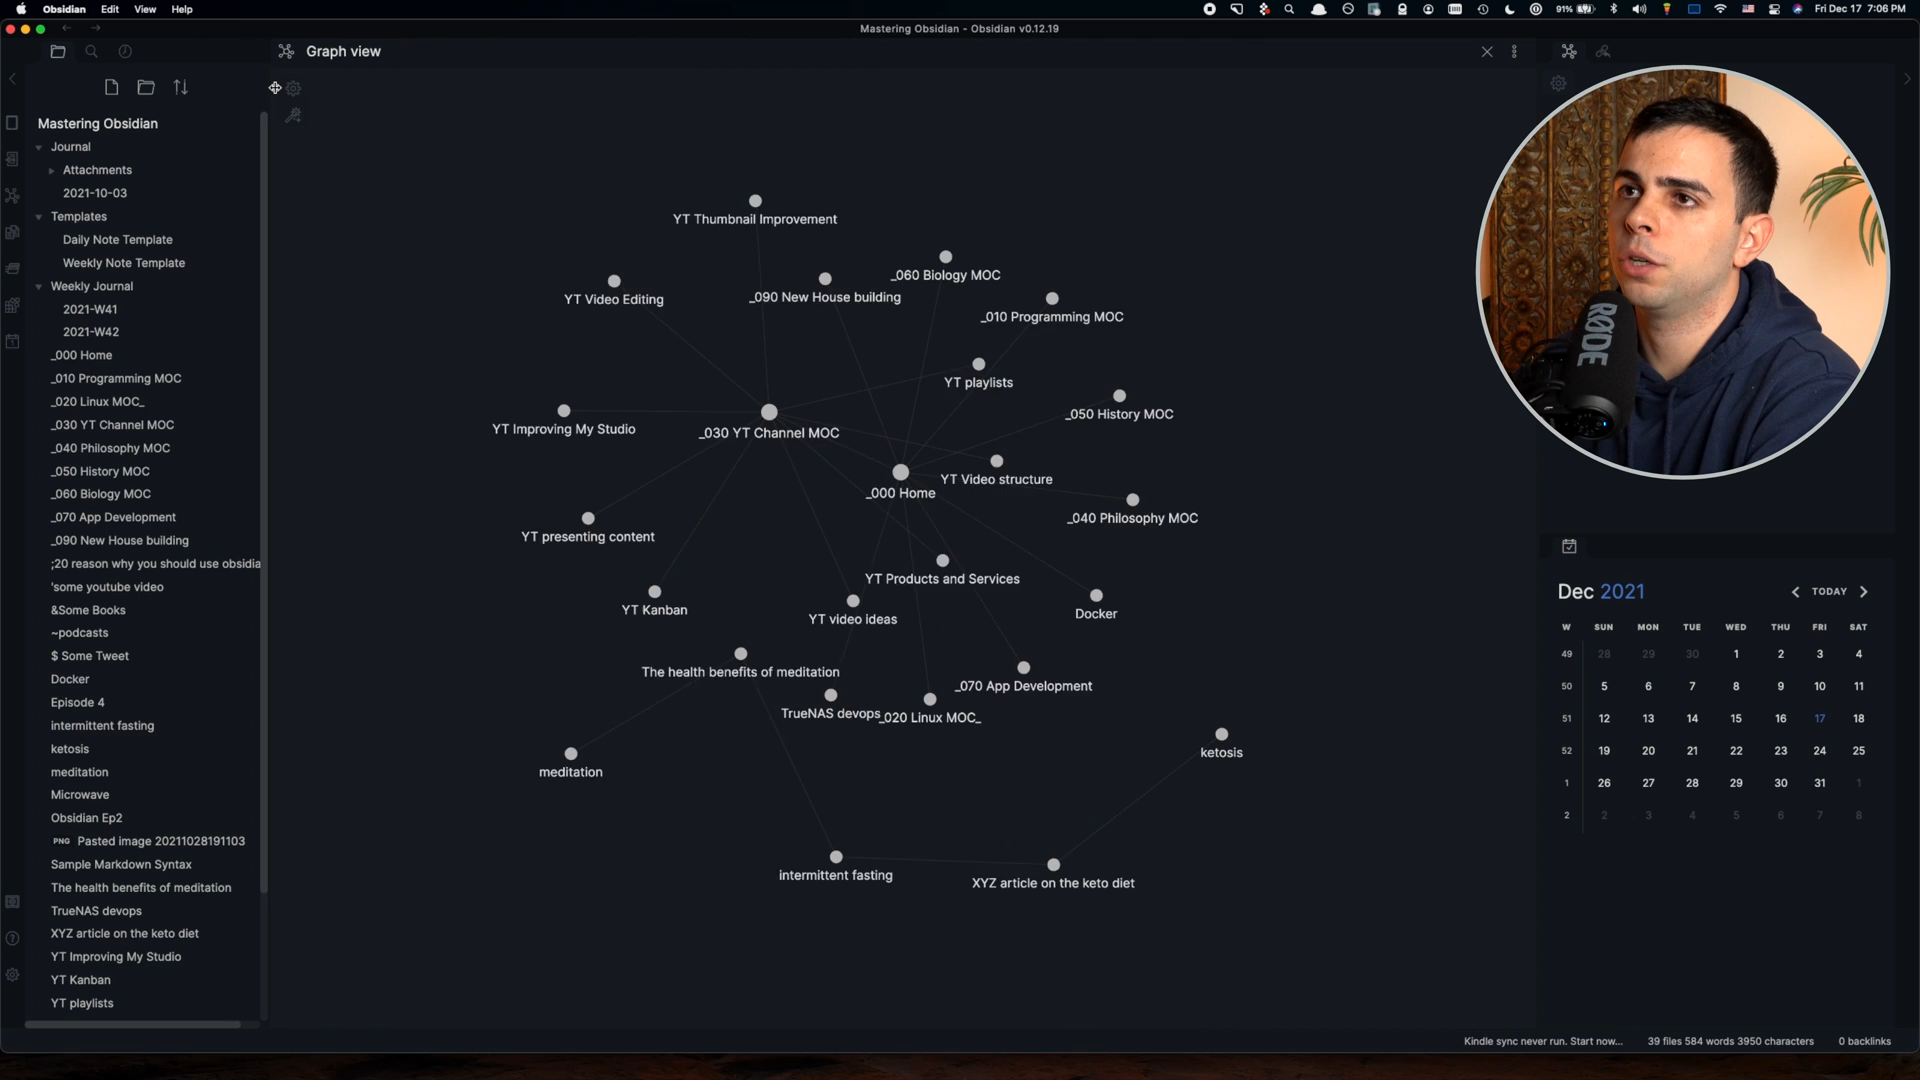 Obsidian Edit View Help
91%
Fri Dec 17 7:06 PM
Mastering Obsidian - Obsidian v0.12.19
Graph view
Mastering Obsidian
Journal
Attachments
2021-10-03
Templates
Daily Note Template
Weekly Note Template
Weekly Journal
2021-W41
2021-W42
_000 Home
_010 Programming MOC
_020 Linux MOC_
_030 YT Channel MOC
_040 Philosophy MOC
_050 History MOC
_060 Biology MOC
_070 App Development
_090 New House building
;20 reason why you should use obsidia
'some youtube video
&Some Books
~podcasts
$ Some Tweet
Docker
Episode 4
intermittent fasting
ketosis
meditation
Microwave
Obsidian Ep2
PNG Pasted image 20211028191103
Sample Markdown Syntax
The health benefits of meditation
TrueNAS devops
XYZ article on the keto diet
YT Improving My Studio
YT Kanban
YT playlists
YT Thumbnail Improvement
_060 Biology MOC
YT Video Editing
_090 New House building
_010 Programming MOC
YT playlists
_050 History MOC
YT Improving My Studio
_030 YT Channel MOC
YT Video structure
_000 Home
_040 Philosophy MOC
YT presenting content
YT Products and Services
YT Kanban
YT video ideas
Docker
The health benefits of meditation
_070 App Development
TrueNAS devops
_020 Linux MOC_
ketosis
meditation
intermittent fasting
XYZ article on the keto diet
RØDE
Dec 2021
TODAY
W SUN MON TUE WED THU FRI SAT
49 28 29 30 1 2 3 4
50 5 6 7 8 9 10 11
51 12 13 14 15 16 17 18
52 19 20 21 22 23 24 25
1 26 27 28 29 30 31 1
2 2 3 4 5 6 7 8
Kindle sync never run. Start now... 39 files 584 words 3950 characters 0 backlinks